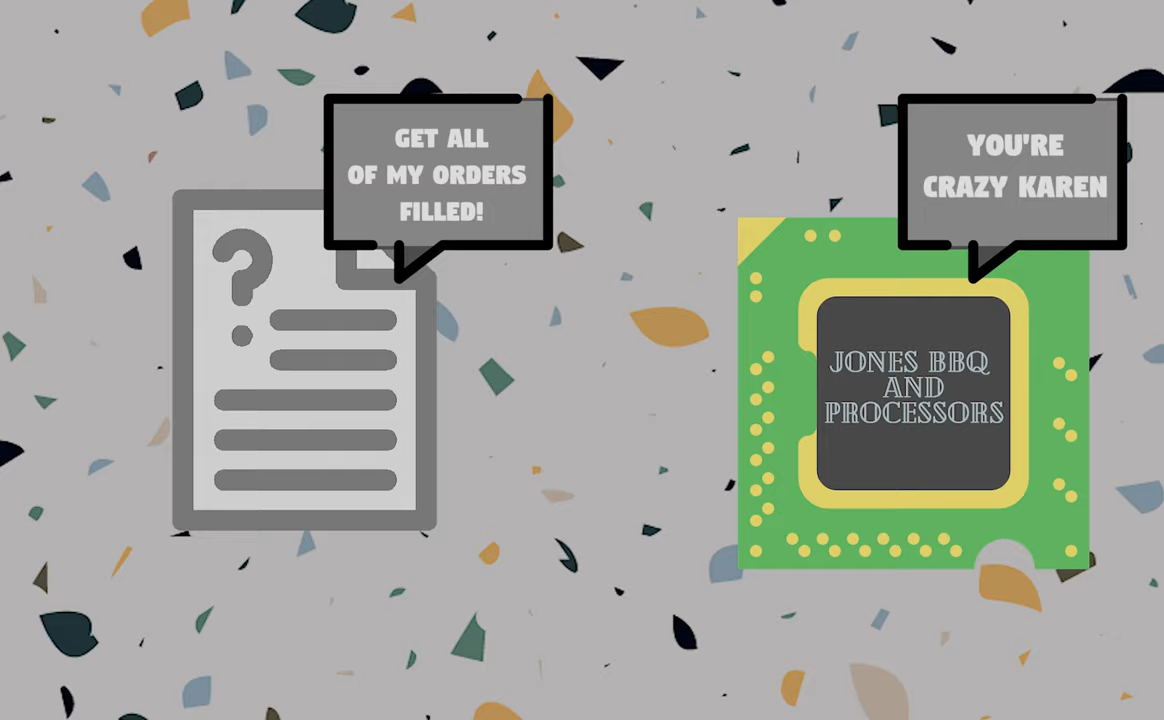 GET ALL
OF MY ORDERS
FILLED!
YOU'RE
CRAZY KAREN
?
JONES BBQ
AND
PROCESSORS